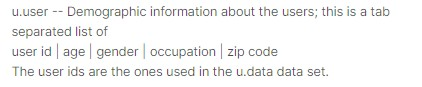 u.user -- Demographic information about the users; this is a tab
separated list of
user id | age | gender | occupation | zip code
The user ids are the ones used in the u.data data set.